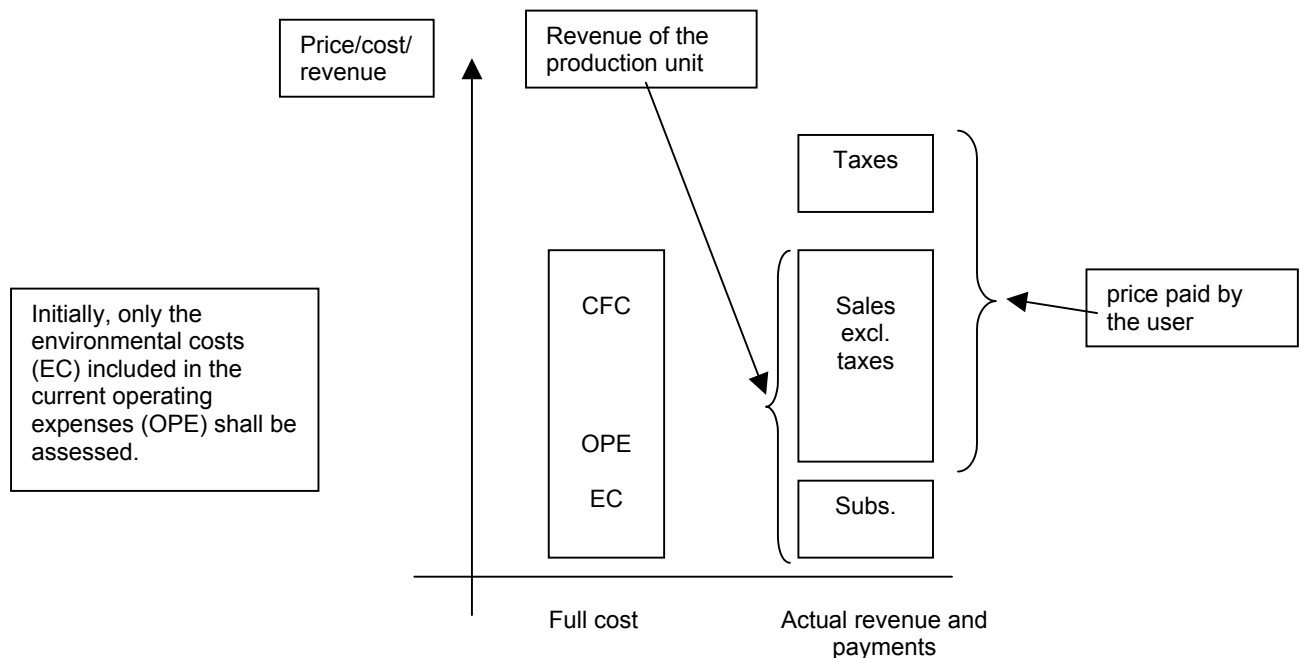 Price/cost/
revenue
Revenue of the
production unit
Taxes
Initially, only the
environmental costs
(EC) included in the
current operating
expenses (OPE) shall be
assessed.
CFC
OPE
EC
Sales
excl.
taxes
Subs.
price paid by
the user
Full cost
Actual revenue and
payments